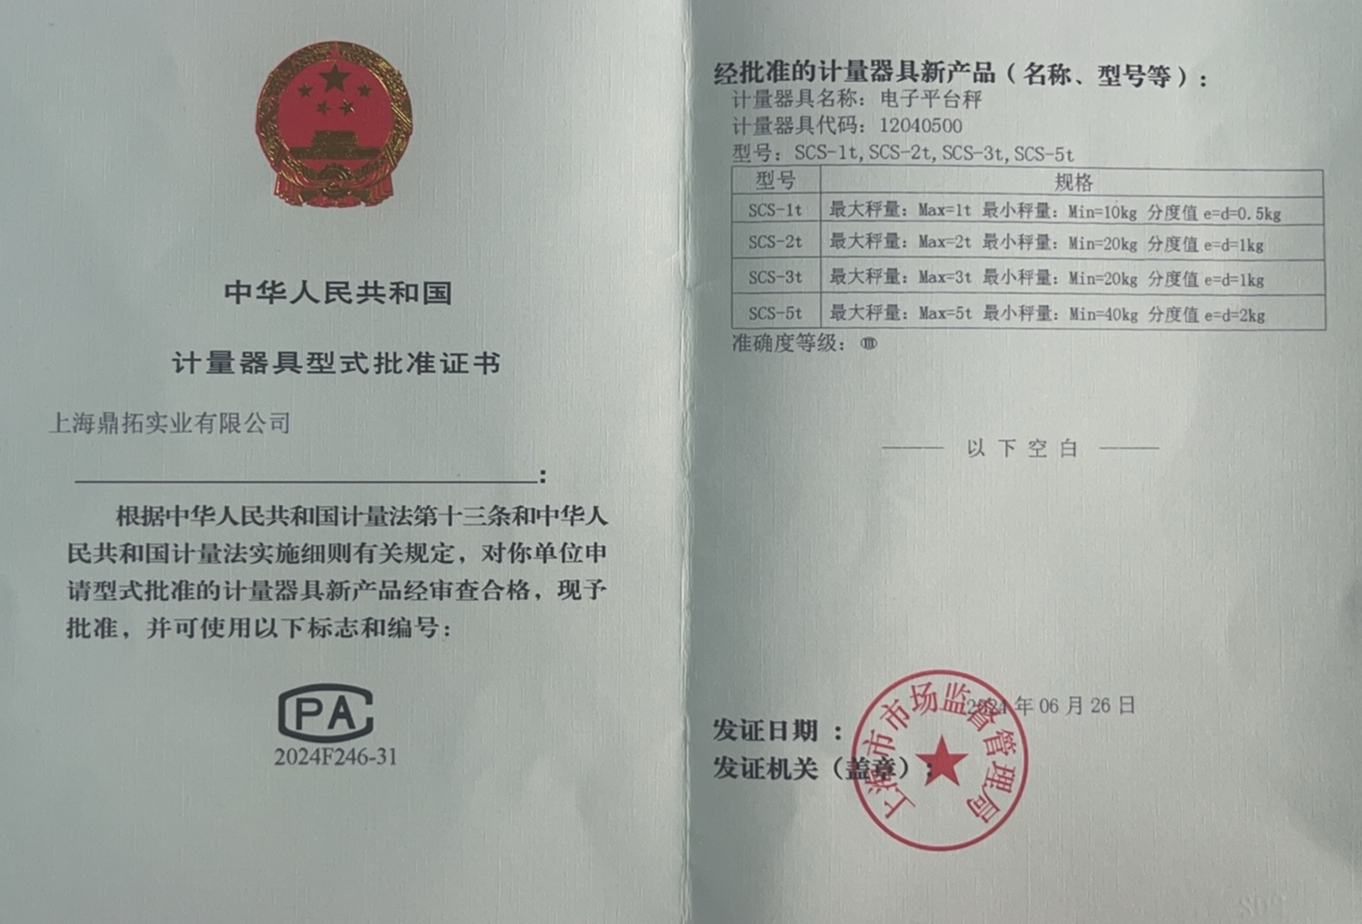 中华人民共和国
计量器具型式批准证书
上海鼎拓实业有限公司
:
根据中华人民共和国计量法第十三条和中华人
民共和国计量法实施细则有关规定，对你单位申
请型式批准的计量器具新产品经审查合格，现予
批准，并可使用以下标志和编号：
CPA
2024F246-31
经批准的计量器具新产品（名称、型号等）：
计量器具名称：电子平台秤
计量器具代码：12040500
型号：SCS-1t,SCS-2t,SCS-3t,SCS-5t
型号 规格
SCS-1t 最大秤量：Max=1t 最小秤量：Min=10kg 分度值 e=d=0.5kg
SCS-2t 最大秤量：Max=2t 最小秤量：Min=20kg 分度值 e=d=1kg
SCS-3t 最大秤量：Max=3t 最小秤量：Min=20kg 分度值 e=d=1kg
SCS-5t 最大秤量：Max=5t 最小秤量：Min=40kg 分度值 e=d=2kg
准确度等级：Ⅲ
以下空白
2024年06月26日
发证日期：
发证机关（盖章）：
上海市市场监督管理局